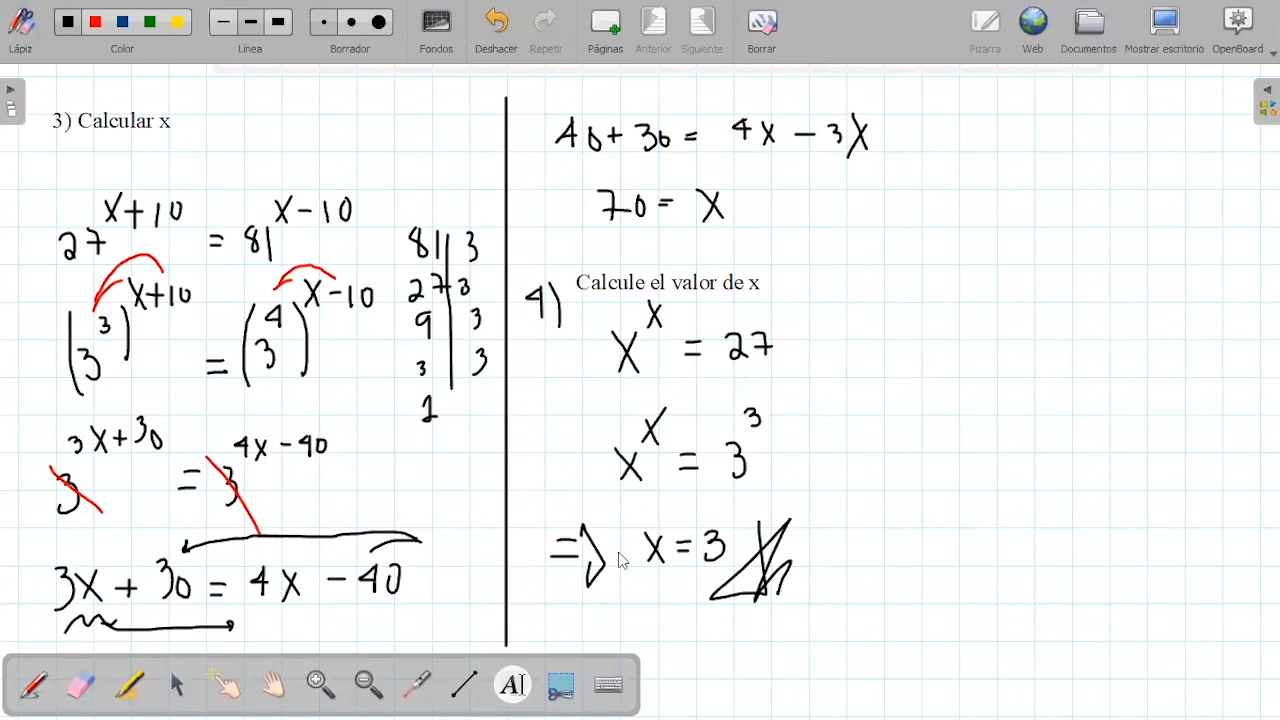 Lápiz Color Línea Borrador Fondos Deshacer Repetir Páginas Anterior Siguiente Borrar Pizarra Web Documentos Mostrar escritorio OpenBoard
3) Calcular x
27^{x+10} = 81^{x-10}
(3^3)^{x+10} = (3^4)^{x-10}
3^{3x+30} = 3^{4x-40}
3x + 30 = 4x - 40
81 | 3
27 | 3
9 | 3
3 | 3
1
40 + 30 = 4x - 3x
70 = x
4) Calcule el valor de x
x^x = 27
x^x = 3^3
=> x = 3
AI